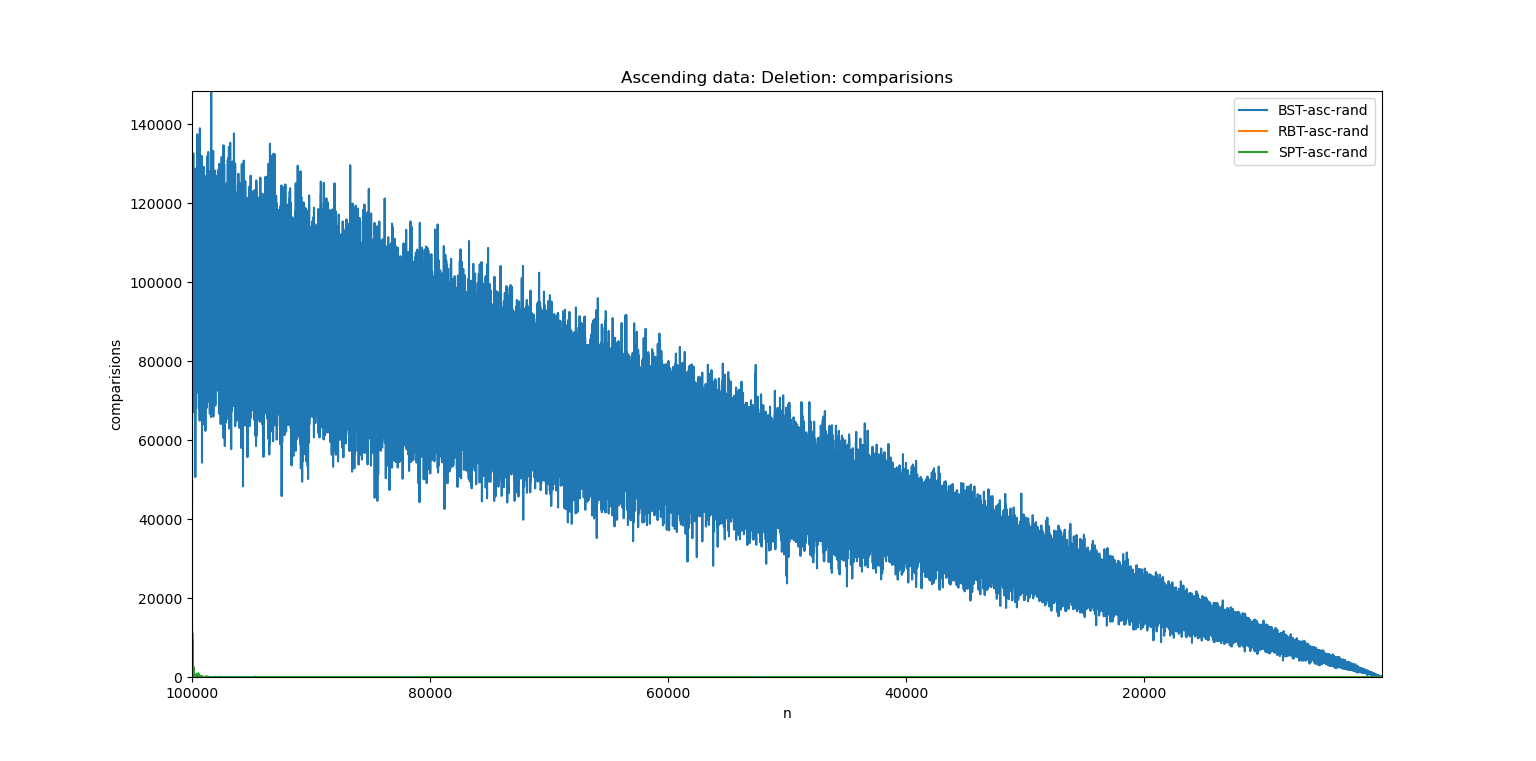 Ascending data: Deletion: comparisions
BST-asc-rand
RBT-asc-rand
SPT-asc-rand
comparisions
140000
120000
100000
80000
60000
40000
20000
0
100000
80000
60000
40000
20000
n